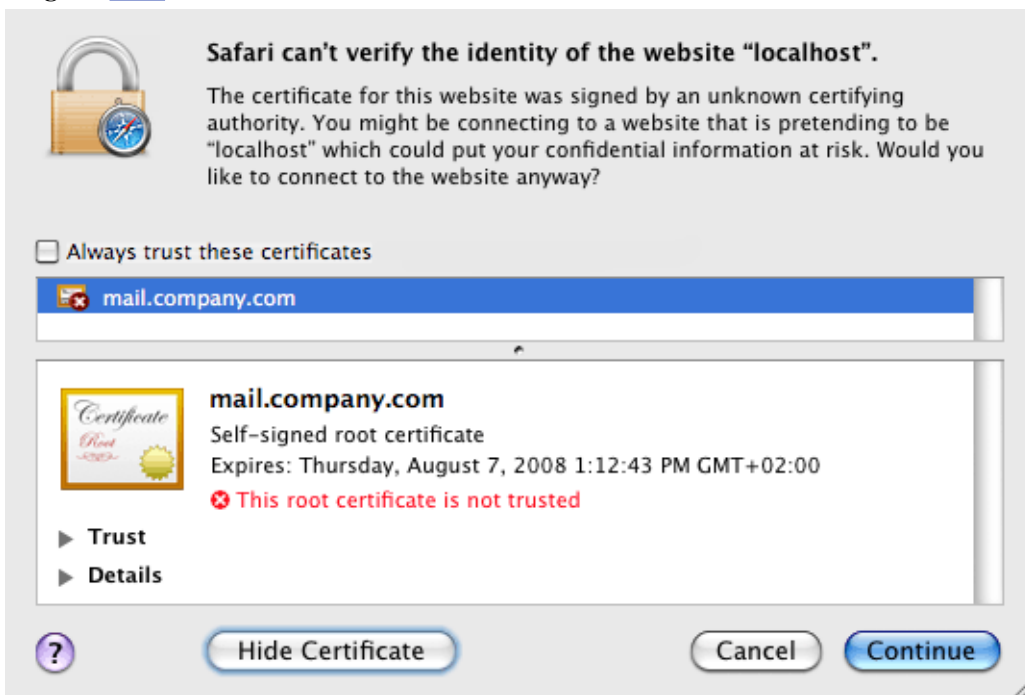 Safari can’t verify the identity of the website “localhost”.
The certificate for this website was signed by an unknown certifying
authority. You might be connecting to a website that is pretending to be
“localhost” which could put your confidential information at risk. Would you
like to connect to the website anyway?
Always trust these certificates
mail.company.com
Certificate
Root
mail.company.com
Self-signed root certificate
Expires: Thursday, August 7, 2008 1:12:43 PM GMT+02:00
This root certificate is not trusted
Trust
Details
?
Hide Certificate
Cancel
Continue